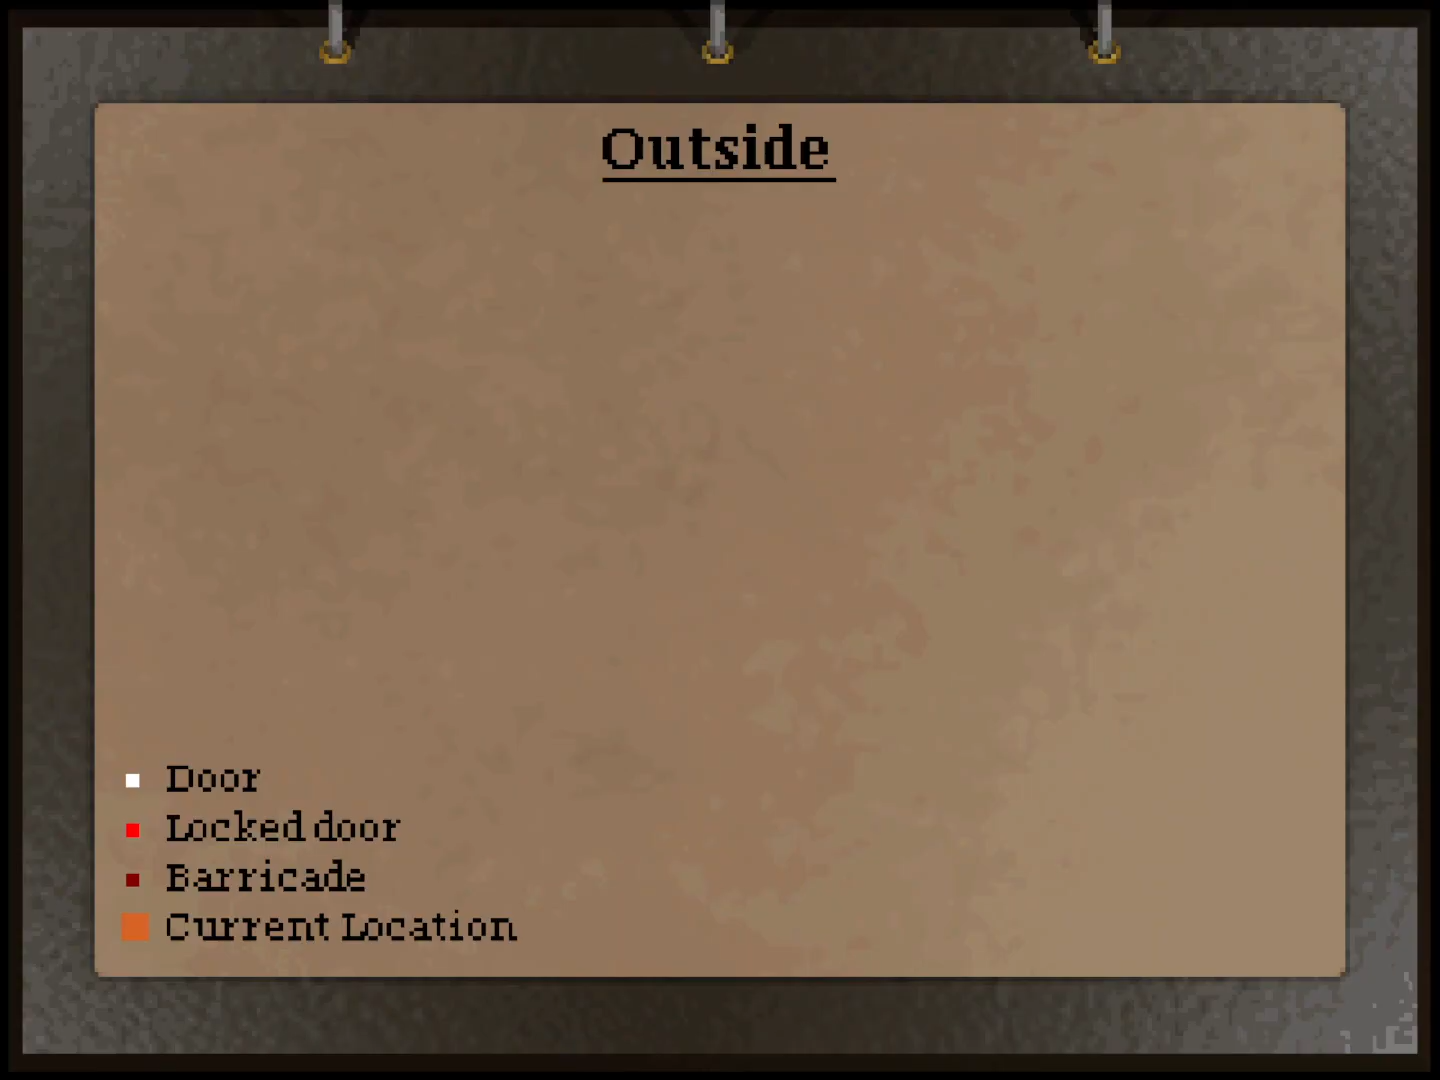 Outside
Door
Locked door
Barricade
Current Location